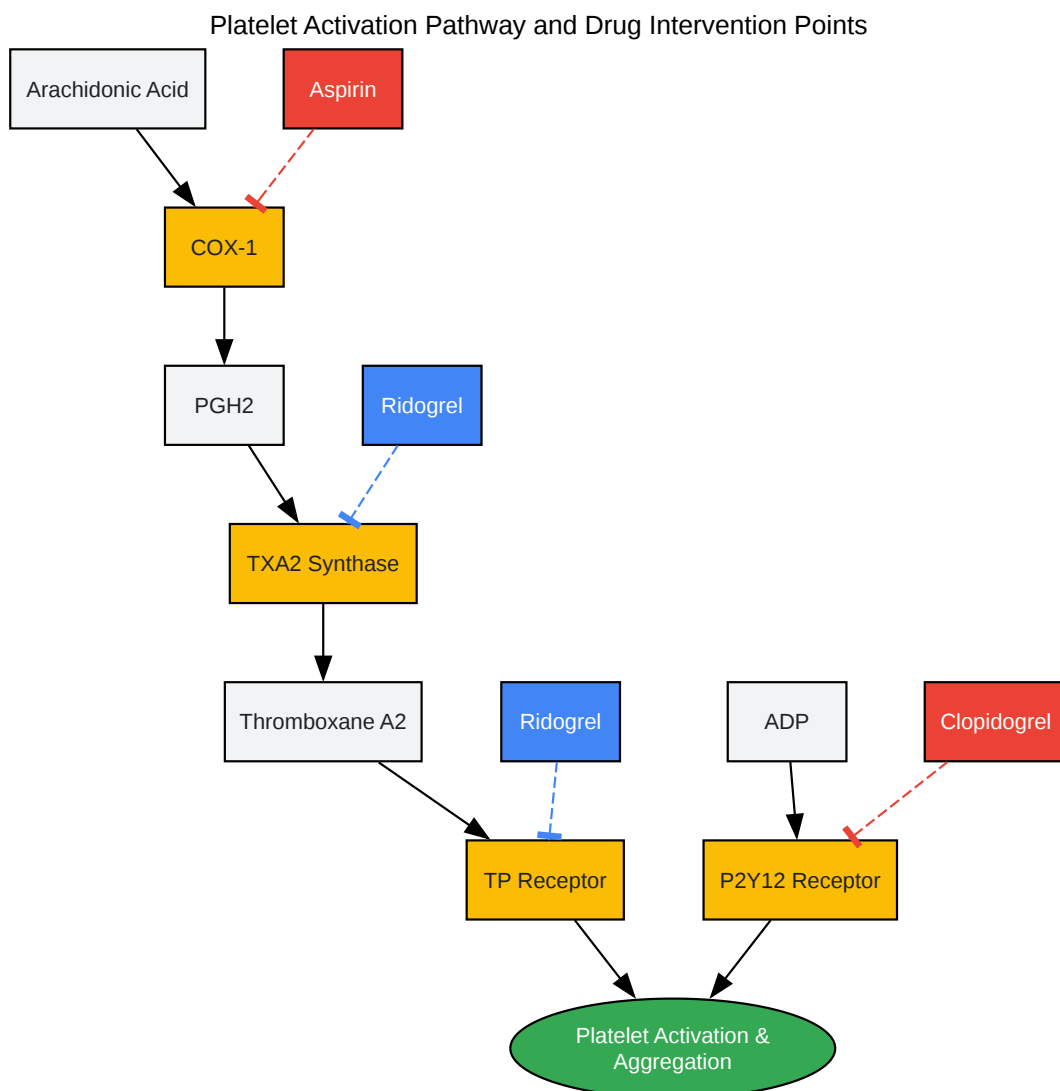 Platelet Activation Pathway and Drug Intervention Points
Arachidonic Acid
Aspirin
COX-1
PGH2
Ridogrel
TXA2 Synthase
Thromboxane A2
Ridogrel
ADP
Clopidogrel
TP Receptor
P2Y12 Receptor
Platelet Activation &
Aggregation